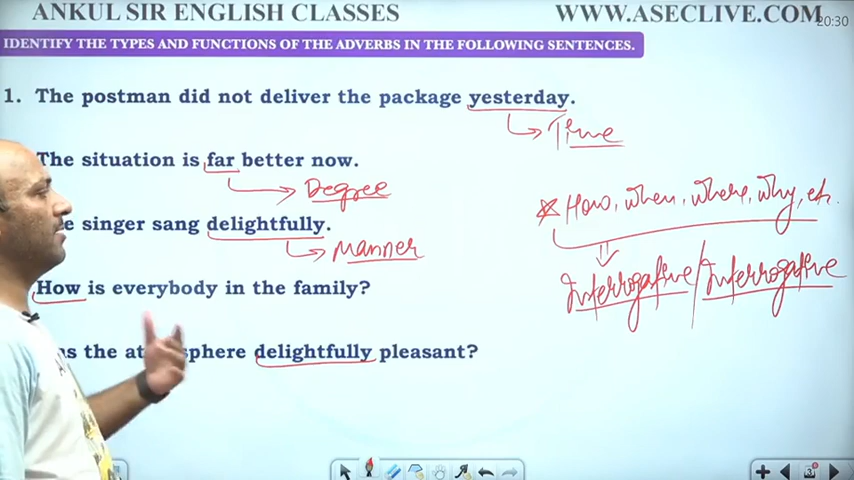 ANKUL SIR ENGLISH CLASSES WWW.ASECLIVE.COM
20:30
IDENTIFY THE TYPES AND FUNCTIONS OF THE ADVERBS IN THE FOLLOWING SENTENCES.
1. The postman did not deliver the package yesterday.
Time
The situation is far better now.
Degree
How, when, where, why, etc.
singer sang delightfully.
Manner
Interrogative/Interrogative
How is everybody in the family?
the delightfully pleasant?
3